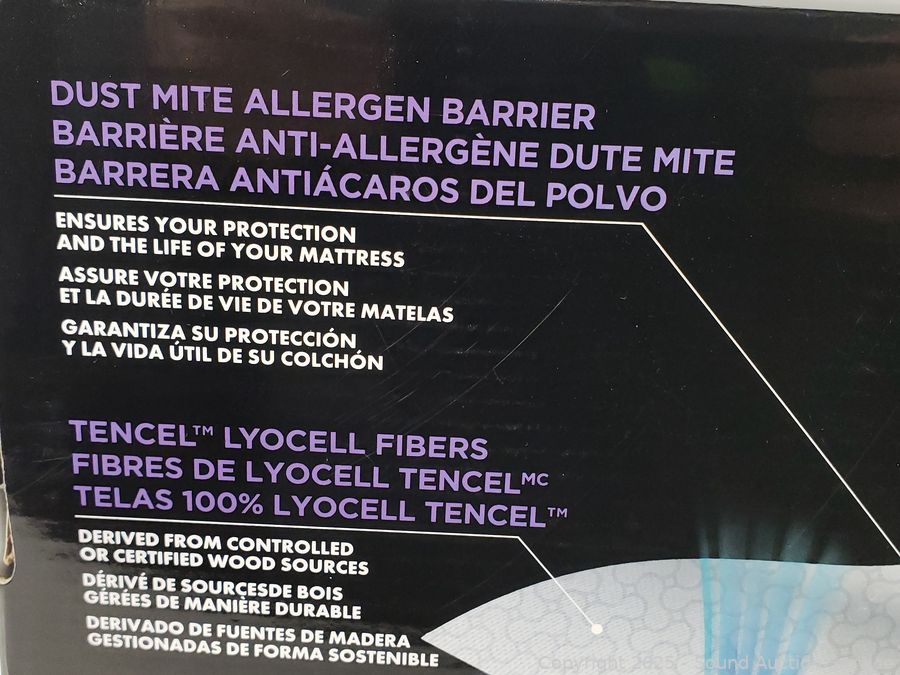 DUST MITE ALLERGEN BARRIER
BARRIÈRE ANTI-ALLERGÈNE DUTE MITE
BARRERA ANTIÁCAROS DEL POLVO
ENSURES YOUR PROTECTION
AND THE LIFE OF YOUR MATTRESS
ASSURE VOTRE PROTECTION
ET LA DURÉE DE VIE DE VOTRE MATELAS
GARANTIZA SU PROTECCIÓN
Y LA VIDA ÚTIL DE SU COLCHÓN
TENCEL™ LYOCELL FIBERS
FIBRES DE LYOCELL TENCELᴹᶜ
TELAS 100% LYOCELL TENCEL™
DERIVED FROM CONTROLLED
OR CERTIFIED WOOD SOURCES
DÉRIVÉ DE SOURCESDE BOIS
GÉRÉES DE MANIÈRE DURABLE
DERIVADO DE FUENTES DE MADERA
GESTIONADAS DE FORMA SOSTENIBLE
Copyright 2025 Sound Auction